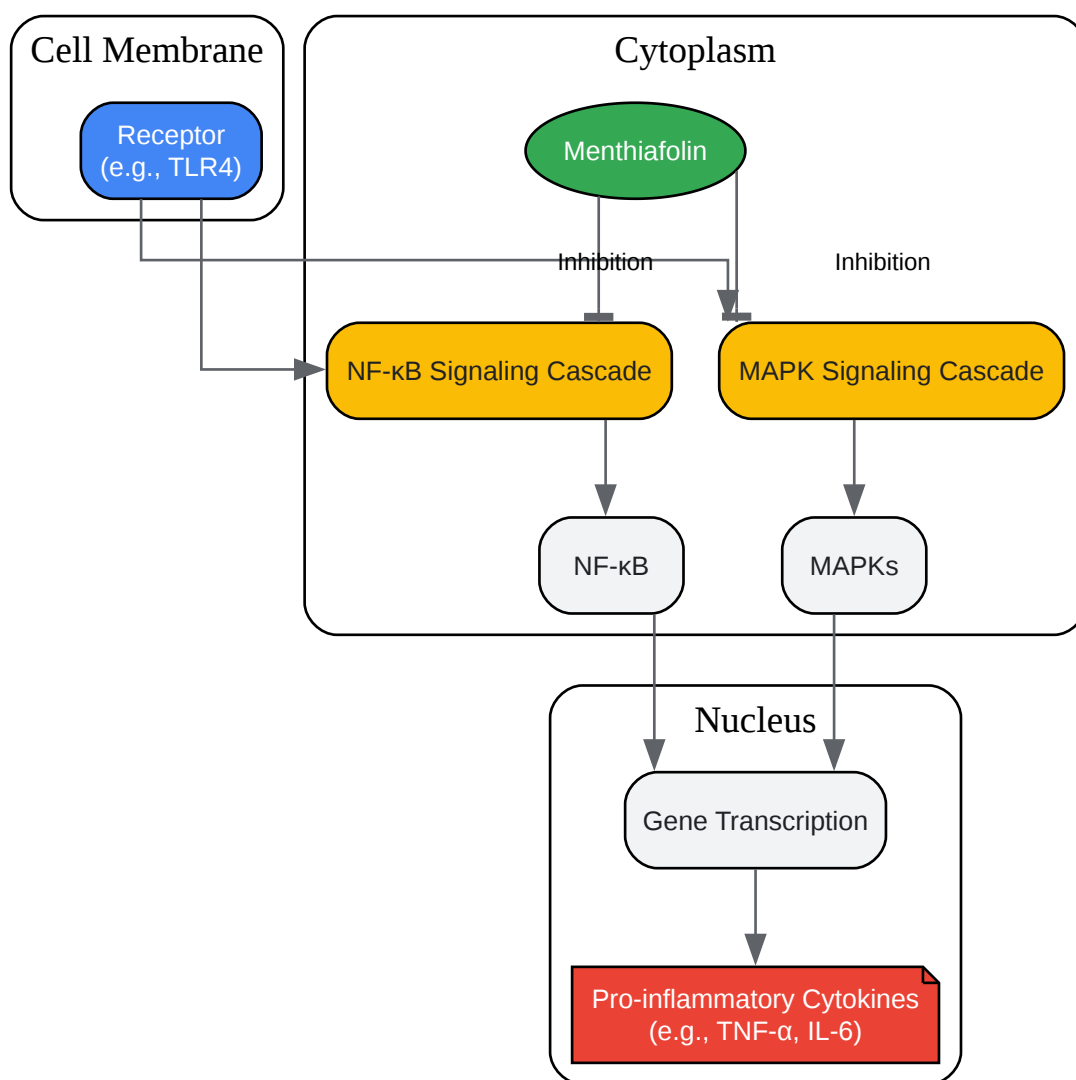 Cell Membrane
Cytoplasm
Receptor
(e.g., TLR4)
Menthiafolin
Inhibition
Inhibition
NF-κB Signaling Cascade
MAPK Signaling Cascade
NF-κB
MAPKs
Nucleus
Gene Transcription
Pro-inflammatory Cytokines
(e.g., TNF-α, IL-6)